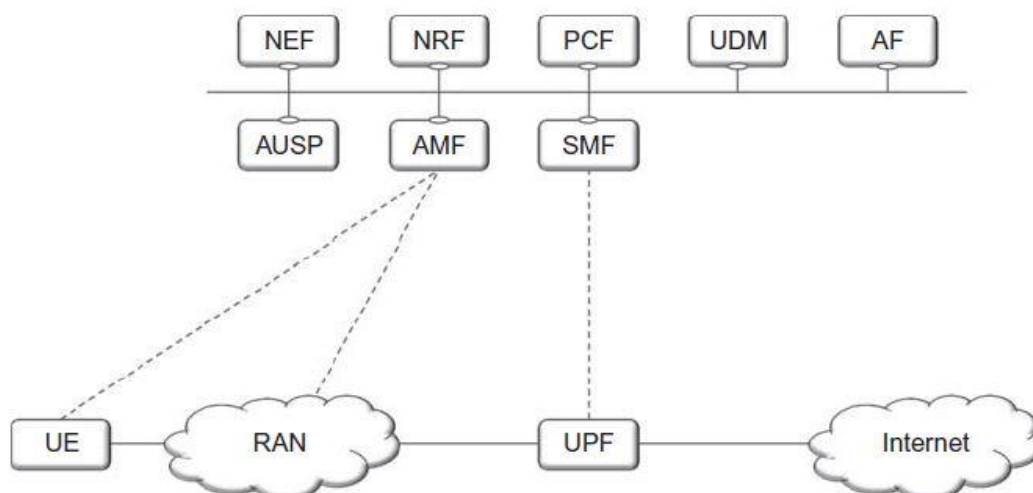 NEF
NRF
PCF
UDM
AF
AUSP
AMF
SMF
UE
RAN
UPF
Internet